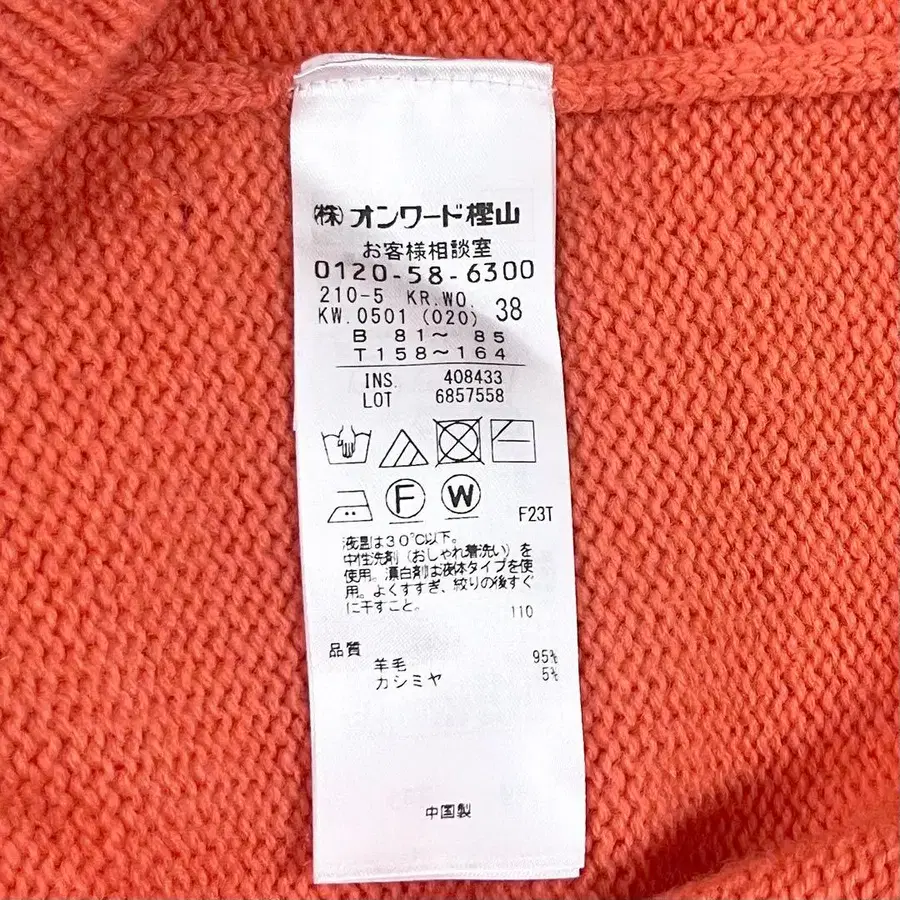 (株)オンワード樫山
お客様相談室
0120-58-6300
210-5 KR.WO. 38
KW.0501 (020)
B 81～ 85
T158～164
INS. 408433
LOT 6857558
F W F23T
液温は30℃以下。
中性洗剤（おしゃれ着洗い）を
使用。漂白剤は液体タイプを使
用。よくすすぎ、絞りの後すぐ
に干すこと。
110
品質
羊毛 95%
カシミヤ 5%
中国製